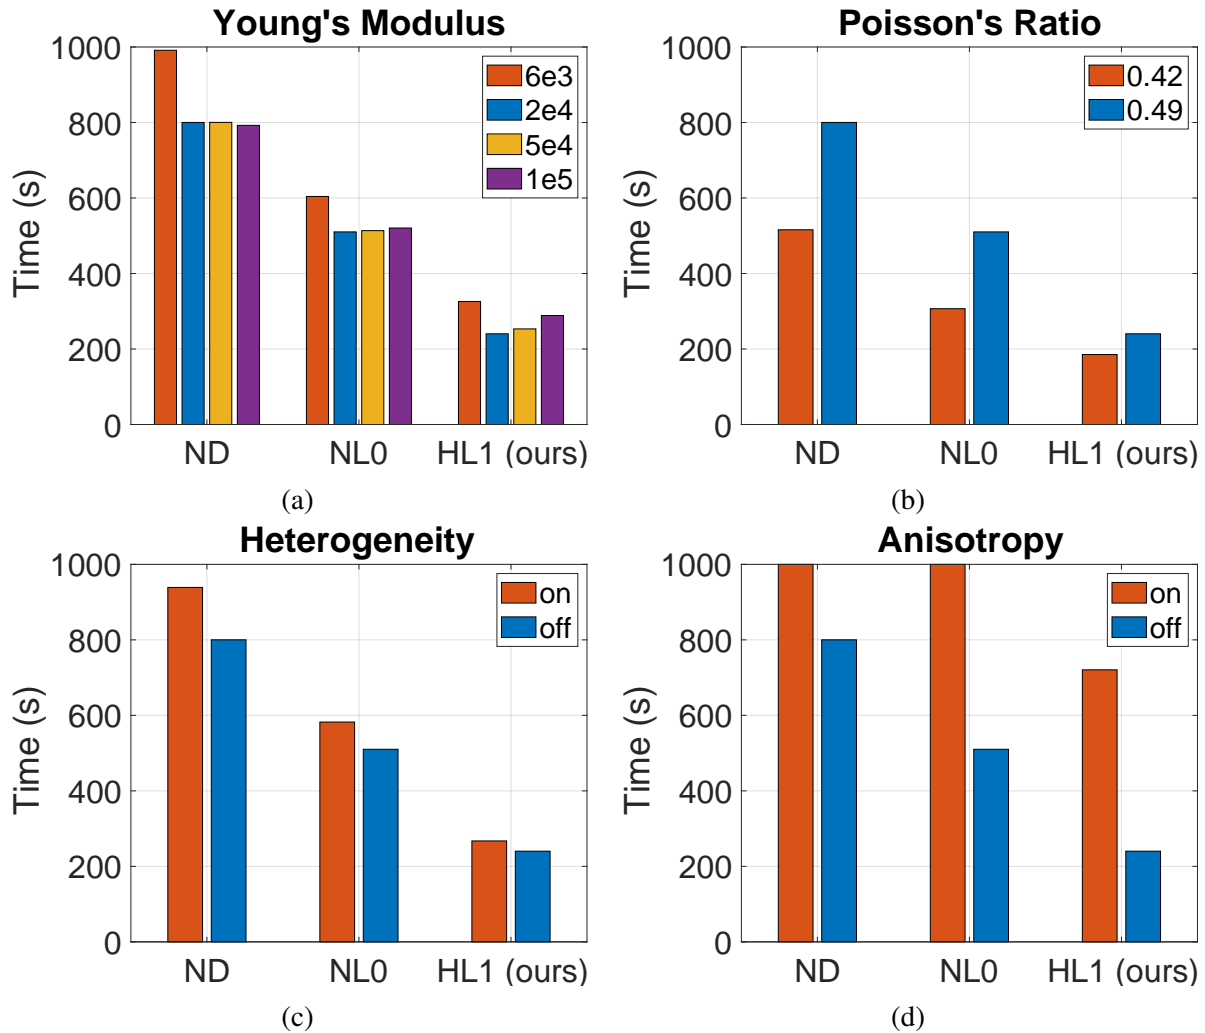 Young's Modulus
1000
800
600
400
200
0
Time (s)
6e3
2e4
5e4
1e5
ND NL0 HL1 (ours)
(a)
Poisson's Ratio
1000
800
600
400
200
0
Time (s)
0.42
0.49
ND NL0 HL1 (ours)
(b)
Heterogeneity
1000
800
600
400
200
0
Time (s)
on
off
ND NL0 HL1 (ours)
(c)
Anisotropy
1000
800
600
400
200
0
Time (s)
on
off
ND NL0 HL1 (ours)
(d)